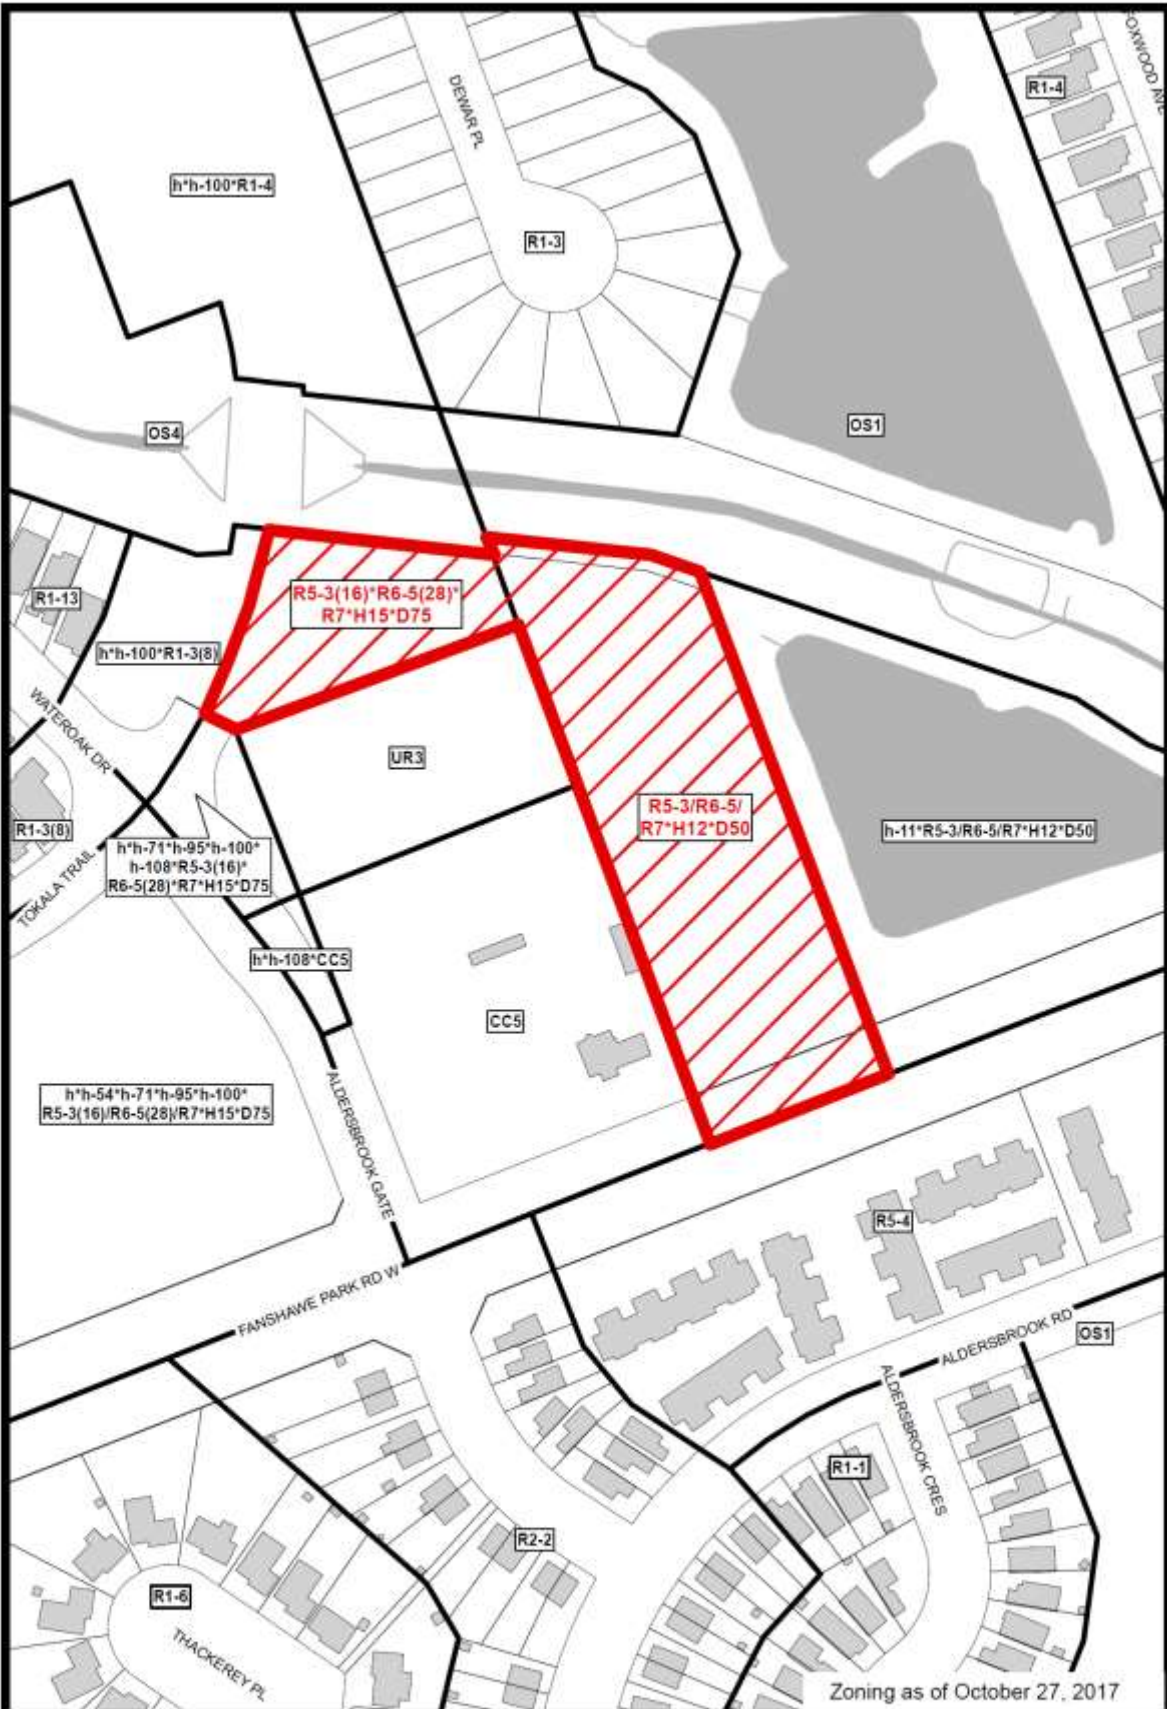 FOXWOOD AVE
R1-4
DEWAR PL
h*h-100*R1-4
R1-3
OS4
OS1
R5-3(16)*R6-5(28)*
R7*H15*D75
R1-13
h*h-100*R1-3(8)
WATEROAK DR
UR3
R5-3/R6-5/
R7*H12*D50
h-11*R5-3/R6-5/R7*H12*D50
R1-3(8)
h*h-71*h-95*h-100*
h-108*R5-3(16)*
R6-5(28)*R7*H15*D75
TOKALA TRAIL
h*h-108*CC5
CC5
h*h-54*h-71*h-95*h-100*
R5-3(16)/R6-5(28)/R7*H15*D75
ALDERSBROOK GATE
R5-4
FANSHAWE PARK RD W
ALDERSBROOK RD
OS1
ALDERSBROOK CRES
R1-1
R2-2
R1-6
THACKEREY PL
Zoning as of October 27, 2017